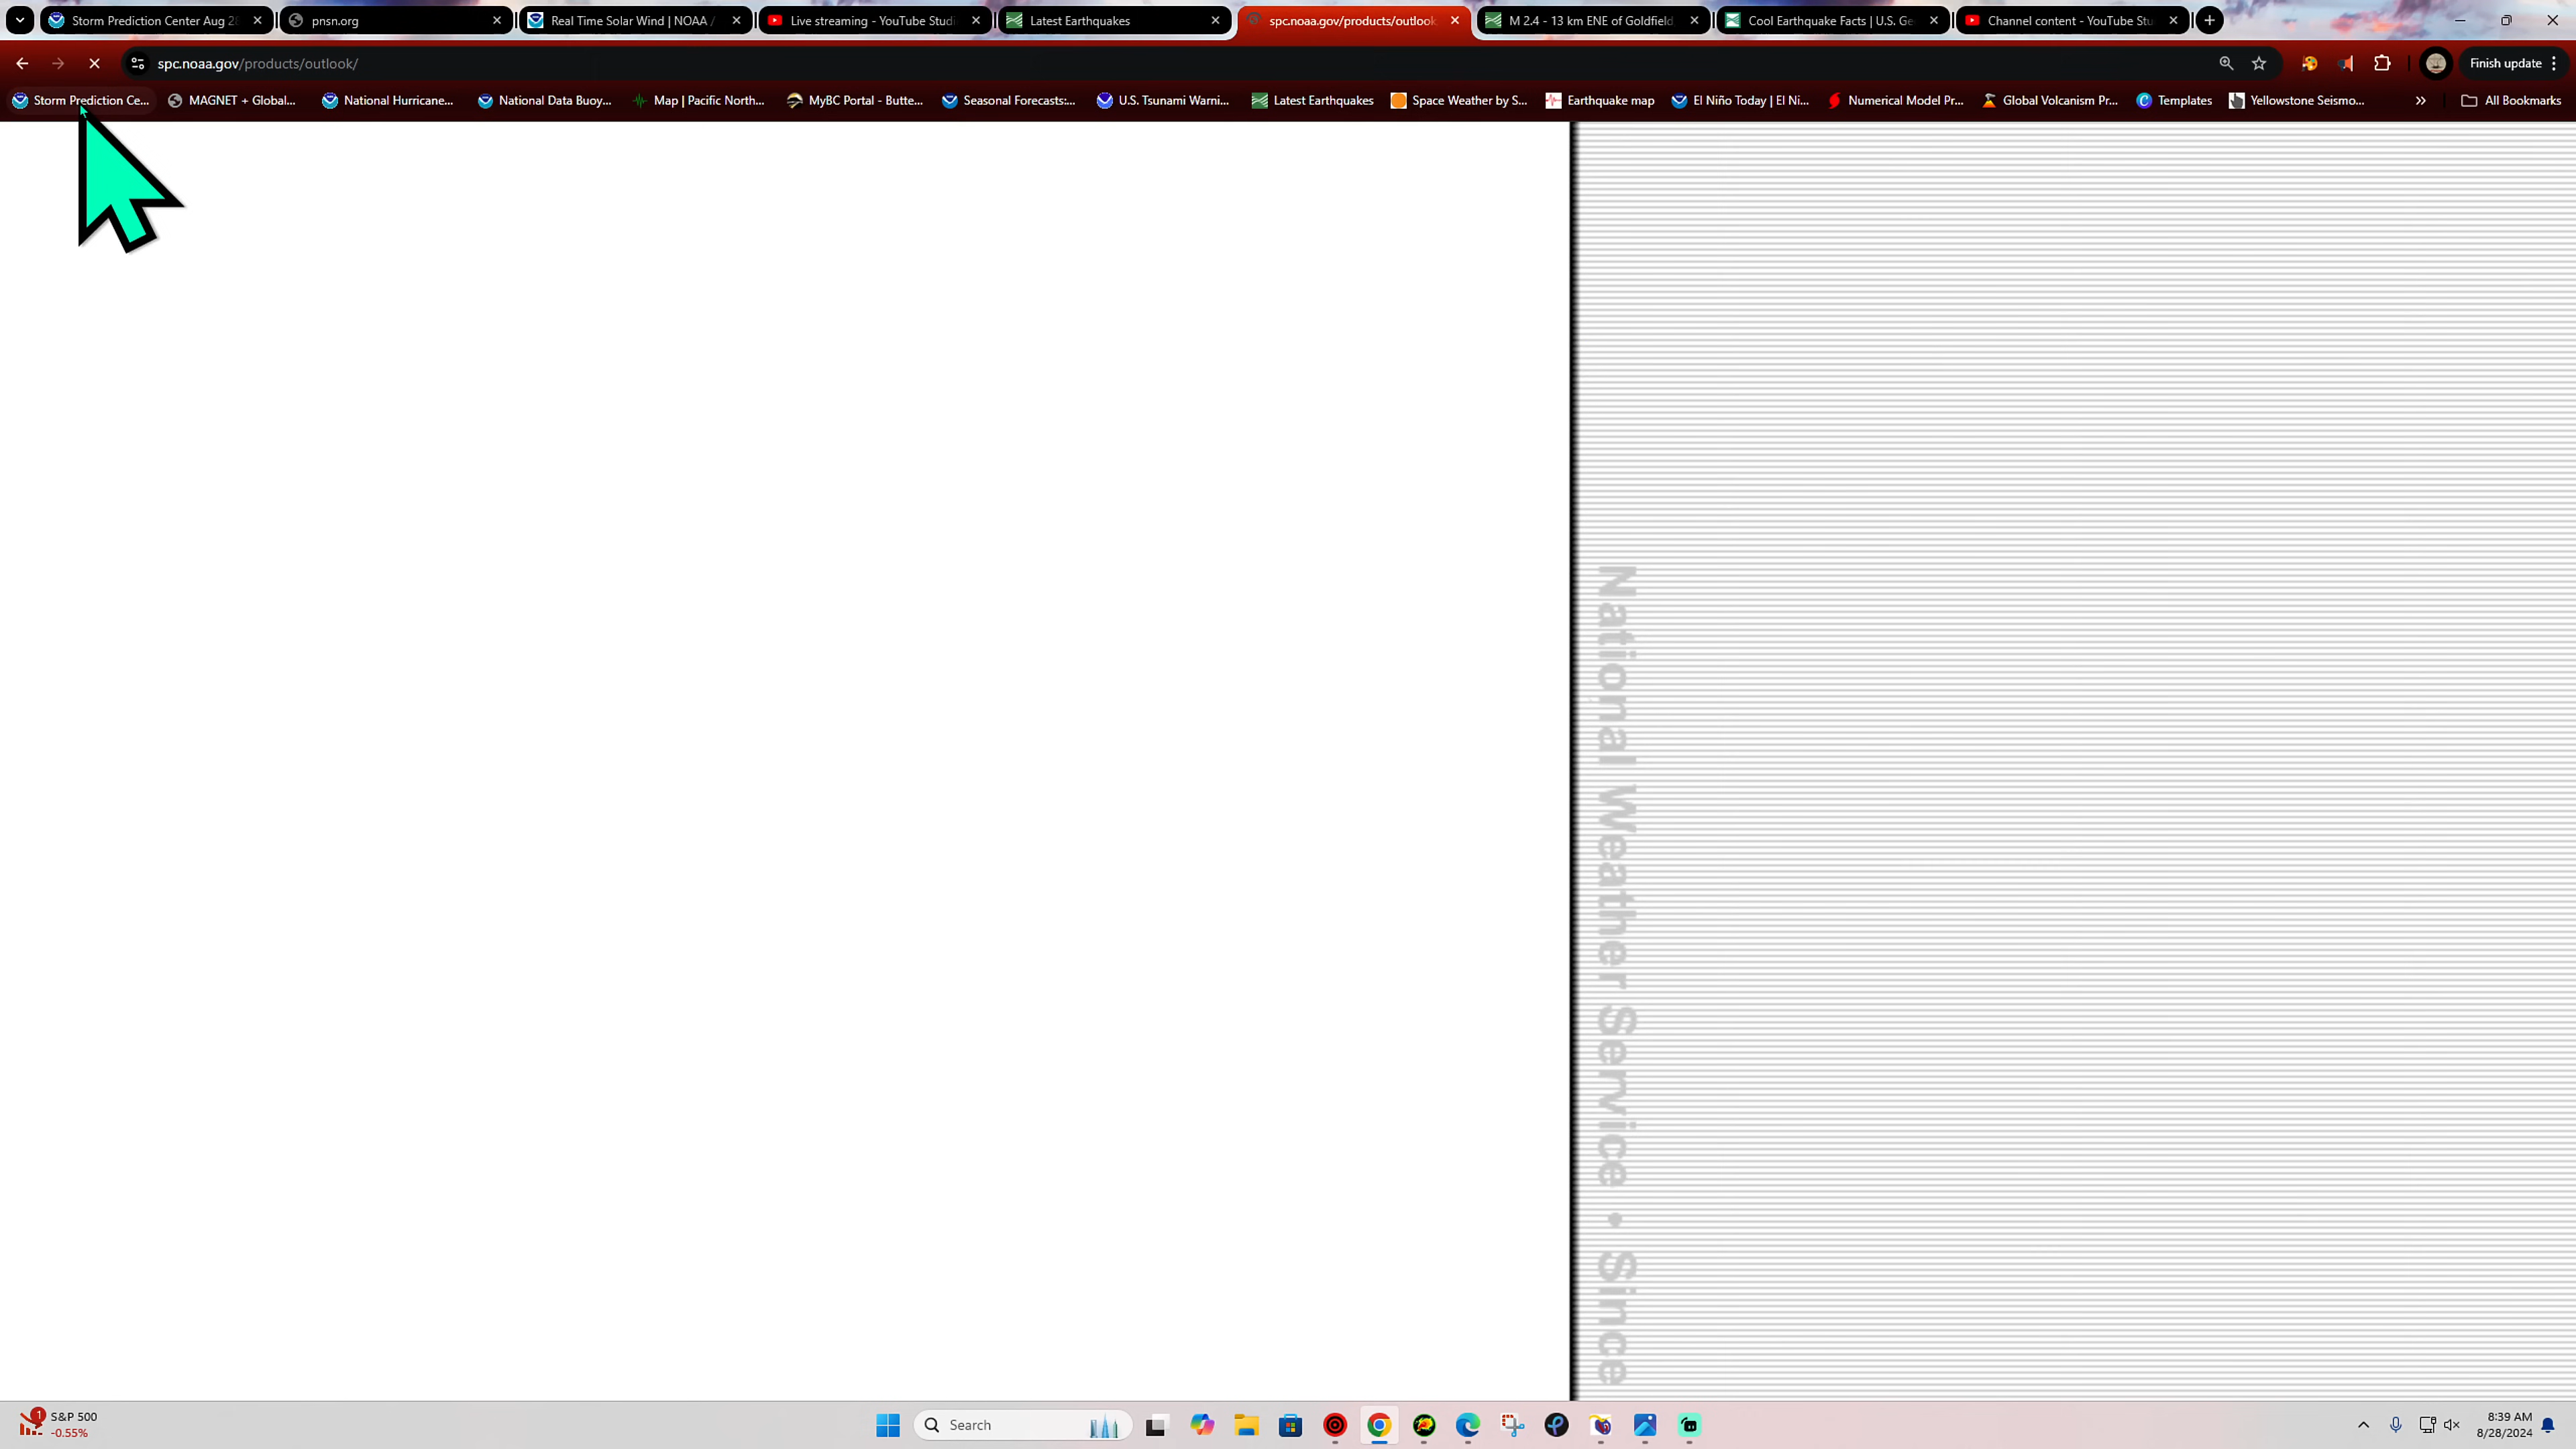 Storm Prediction Center Aug 28
pnsn.org
Real Time Solar Wind | NOAA /
Live streaming - YouTube Studi
Latest Earthquakes
spc.noaa.gov/products/outlook
M 2.4 - 13 km ENE of Goldfield
Cool Earthquake Facts | U.S. Ge
Channel content - YouTube Stu
spc.noaa.gov/products/outlook/
Finish update
Storm Prediction Ce...
MAGNET + Global...
National Hurricane...
National Data Buoy...
Map | Pacific North...
MyBC Portal - Butte...
Seasonal Forecasts:...
U.S. Tsunami Warni...
Latest Earthquakes
Space Weather by S...
Earthquake map
El Niño Today | El Ni...
Numerical Model Pr...
Global Volcanism Pr...
Templates
Yellowstone Seismo...
All Bookmarks
National Weather Service • Since
1
S&P 500
-0.55%
Search
8:39 AM
8/28/2024